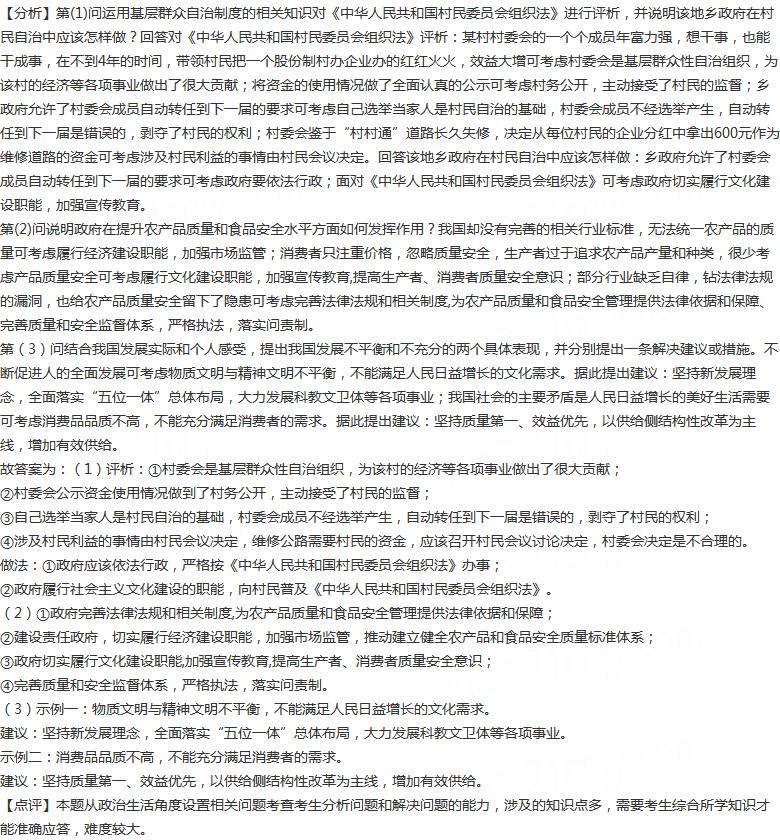 【分析】第(1)问运用基层群众自治制度的相关知识对《中华人民共和国村民委员会组织法》进行评析，并说明该地乡政府在村
民自治中应该怎样做？回答对《中华人民共和国村民委员会组织法》评析：某村村委会的一个个成员年富力强，想干事，也能
干成事，在不到4年的时间，带领村民把一个股份制村办企业办的红红火火，效益大增可考虑村委会是基层群众性自治组织，为
该村的经济等各项事业做出了很大贡献；将资金的使用情况做了全面认真的公示可考虑村务公开，主动接受了村民的监督；乡
政府允许了村委会成员自动转任到下一届的要求可考虑自己选举当家人是村民自治的基础，村委会成员不经选举产生，自动转
任到下一届是错误的，剥夺了村民的权利；村委会鉴于“村村通”道路长久失修，决定从每位村民的企业分红中拿出600元作为
维修道路的资金可考虑涉及村民利益的事情由村民会议决定。回答该地乡政府在村民自治中应该怎样做：乡政府允许了村委会
成员自动转任到下一届的要求可考虑政府要依法行政；面对《中华人民共和国村民委员会组织法》可考虑政府切实履行文化建
设职能，加强宣传教育。
第(2)问说明政府在提升农产品质量和食品安全水平方面如何发挥作用？我国却没有完善的相关行业标准，无法统一农产品的质
量可考虑履行经济建设职能，加强市场监管；消费者只注重价格，忽略质量安全，生产者过于追求农产品产量和种类，很少考
虑产品质量安全可考虑履行文化建设职能，加强宣传教育,提高生产者、消费者质量安全意识；部分行业缺乏自律，钻法律法规
的漏洞，也给农产品质量安全留下了隐患可考虑完善法律法规和相关制度,为农产品质量和食品安全管理提供法律依据和保障、
完善质量和安全监督体系，严格执法，落实问责制。
第（3）问结合我国发展实际和个人感受，提出我国发展不平衡和不充分的两个具体表现，并分别提出一条解决建议或措施。不
断促进人的全面发展可考虑物质文明与精神文明不平衡，不能满足人民日益增长的文化需求。据此提出建议：坚持新发展理
念，全面落实“五位一体”总体布局，大力发展科教文卫体等各项事业；我国社会的主要矛盾是人民日益增长的美好生活需要
可考虑消费品品质不高，不能充分满足消费者的需求。据此提出建议：坚持质量第一、效益优先，以供给侧结构性改革为主
线，增加有效供给。
故答案为：（1）评析：①村委会是基层群众性自治组织，为该村的经济等各项事业做出了很大贡献；
②村委会公示资金使用情况做到了村务公开，主动接受了村民的监督；
③自己选举当家人是村民自治的基础，村委会成员不经选举产生，自动转任到下一届是错误的，剥夺了村民的权利；
④涉及村民利益的事情由村民会议决定，维修公路需要村民的资金，应该召开村民会议讨论决定，村委会决定是不合理的。
做法：①政府应该依法行政，严格按《中华人民共和国村民委员会组织法》办事；
②政府履行社会主义文化建设的职能，向村民普及《中华人民共和国村民委员会组织法》。
（2）①政府完善法律法规和相关制度,为农产品质量和食品安全管理提供法律依据和保障；
②建设责任政府，切实履行经济建设职能，加强市场监管，推动建立健全农产品和食品安全质量标准体系；
③政府切实履行文化建设职能,加强宣传教育,提高生产者、消费者质量安全意识；
④完善质量和安全监督体系，严格执法，落实问责制。
（3）示例一：物质文明与精神文明不平衡，不能满足人民日益增长的文化需求。
建议：坚持新发展理念，全面落实“五位一体”总体布局，大力发展科教文卫体等各项事业。
示例二：消费品品质不高，不能充分满足消费者的需求。
建议：坚持质量第一、效益优先，以供给侧结构性改革为主线，增加有效供给。
【点评】本题从政治生活角度设置相关问题考查考生分析问题和解决问题的能力，涉及的知识点多，需要考生综合所学知识才
能准确应答，难度较大。